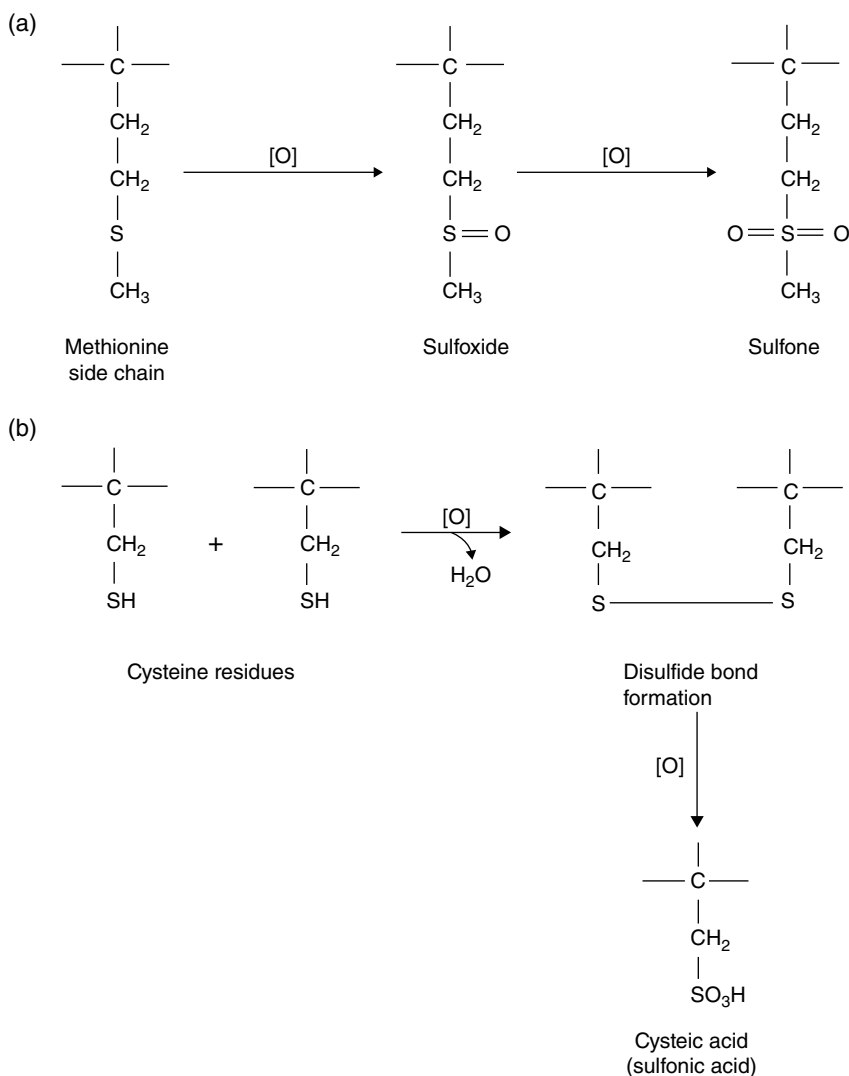 (a)
C C C
CH₂ CH₂ CH₂
[O] [O]
CH₂ CH₂ CH₂
S S O O S O
CH₃ CH₃ CH₃
Methionine Sulfoxide Sulfone
side chain
(b)
C C C C
[O]
CH₂ + CH₂ CH₂ CH₂
H₂O
SH SH S S
Cysteine residues Disulfide bond
formation
[O]
C
CH₂
SO₃H
Cysteic acid
(sulfonic acid)